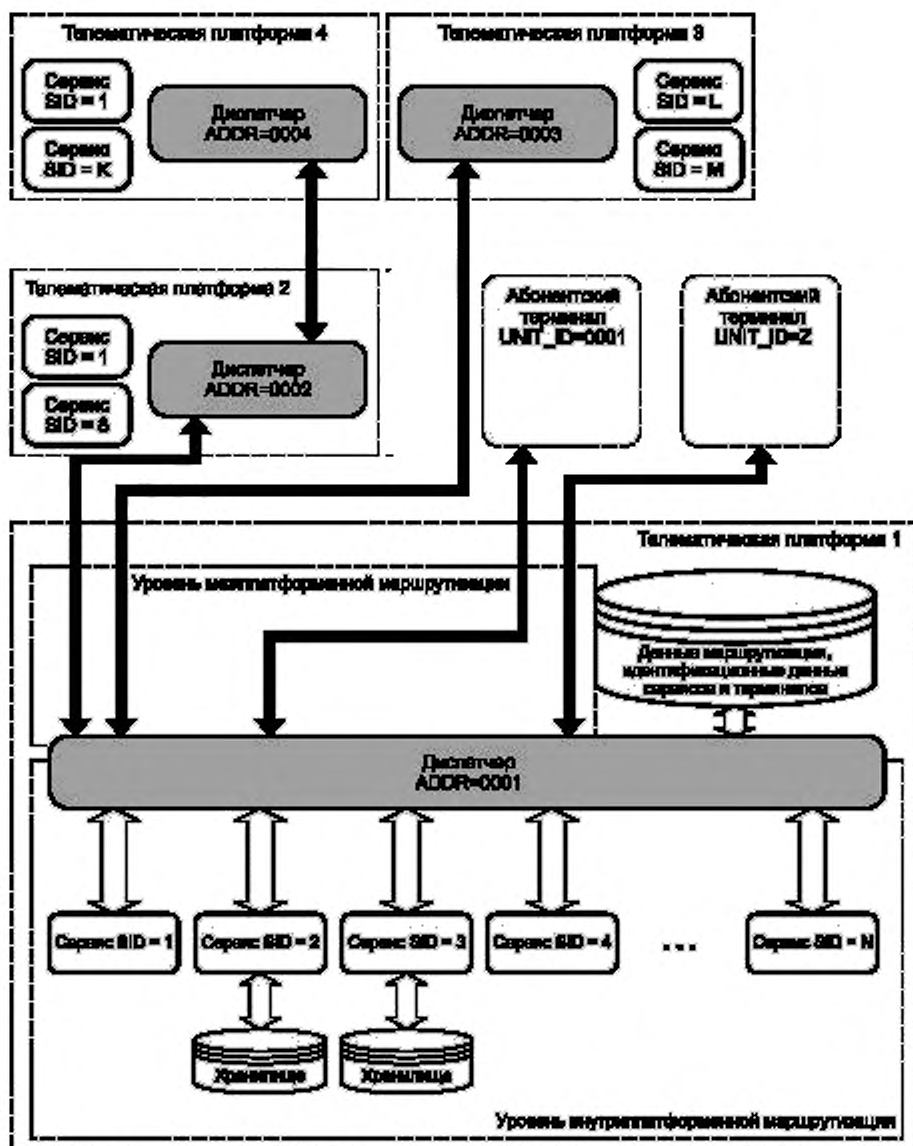 Телематическая платформа 4
Сервис
SID = 1
Сервис
SID = K
Диспетчер
ADDR=0004
Телематическая платформа 3
Диспетчер
ADDR=0003
Сервис
SID = L
Сервис
SID = M
Телематическая платформа 2
Сервис
SID = 1
Сервис
SID = 8
Диспетчер
ADDR=0002
Абонентский
терминал
UNIT_ID=0001
Абонентский
терминал
UNIT_ID=Z
Телематическая платформа 1
Уровень межплатформенной маршрутизации
Данные маршрутизации,
идентификационные данные
сервисов и терминалов
Диспетчер
ADDR=0001
Сервис SID = 1
Сервис SID = 2
Сервис SID = 3
Сервис SID = 4
...
Сервис SID = N
Хранилище
Хранилище
Уровень внутриплатформенной маршрутизации